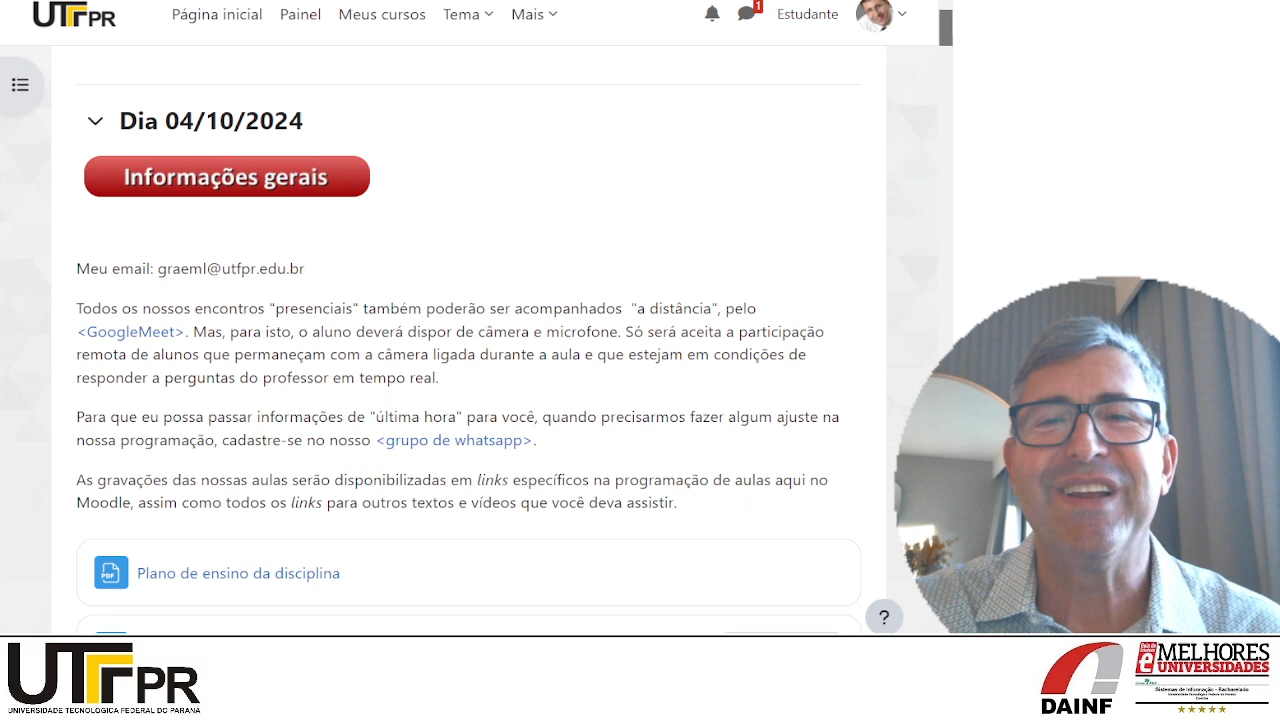 UTFPR
Página inicial
Painel
Meus cursos
Tema
Mais
1
Estudante
Dia 04/10/2024
Informações gerais
Meu email: graeml@utfpr.edu.br
Todos os nossos encontros "presenciais" também poderão ser acompanhados "a distância", pelo
<GoogleMeet>. Mas, para isto, o aluno deverá dispor de câmera e microfone. Só será aceita a participação
remota de alunos que permaneçam com a câmera ligada durante a aula e que estejam em condições de
responder a perguntas do professor em tempo real.
Para que eu possa passar informações de "última hora" para você, quando precisarmos fazer algum ajuste na
nossa programação, cadastre-se no nosso <grupo de whatsapp>.
As gravações das nossas aulas serão disponibilizadas em links específicos na programação de aulas aqui no
Moodle, assim como todos os links para outros textos e vídeos que você deva assistir.
PDF
Plano de ensino da disciplina
?
UTFPR
UNIVERSIDADE TECNOLÓGICA FEDERAL DO PARANÁ
DAINF
MELHORES
UNIVERSIDADES
Sistemas de Informação - Bacharelado
Universidade Tecnológica Federal do Paraná
Curitiba